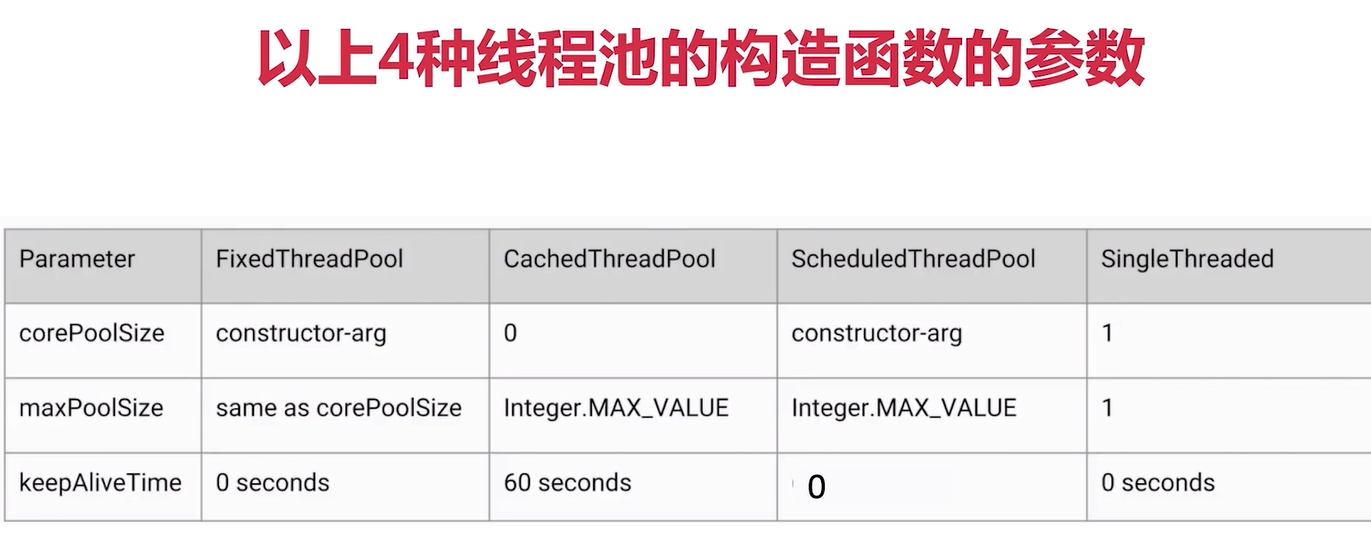 以上4种线程池的构造函数的参数
Parameter FixedThreadPool CachedThreadPool ScheduledThreadPool SingleThreaded
corePoolSize constructor-arg 0 constructor-arg 1
maxPoolSize same as corePoolSize Integer.MAX_VALUE Integer.MAX_VALUE 1
keepAliveTime 0 seconds 60 seconds 0 0 seconds